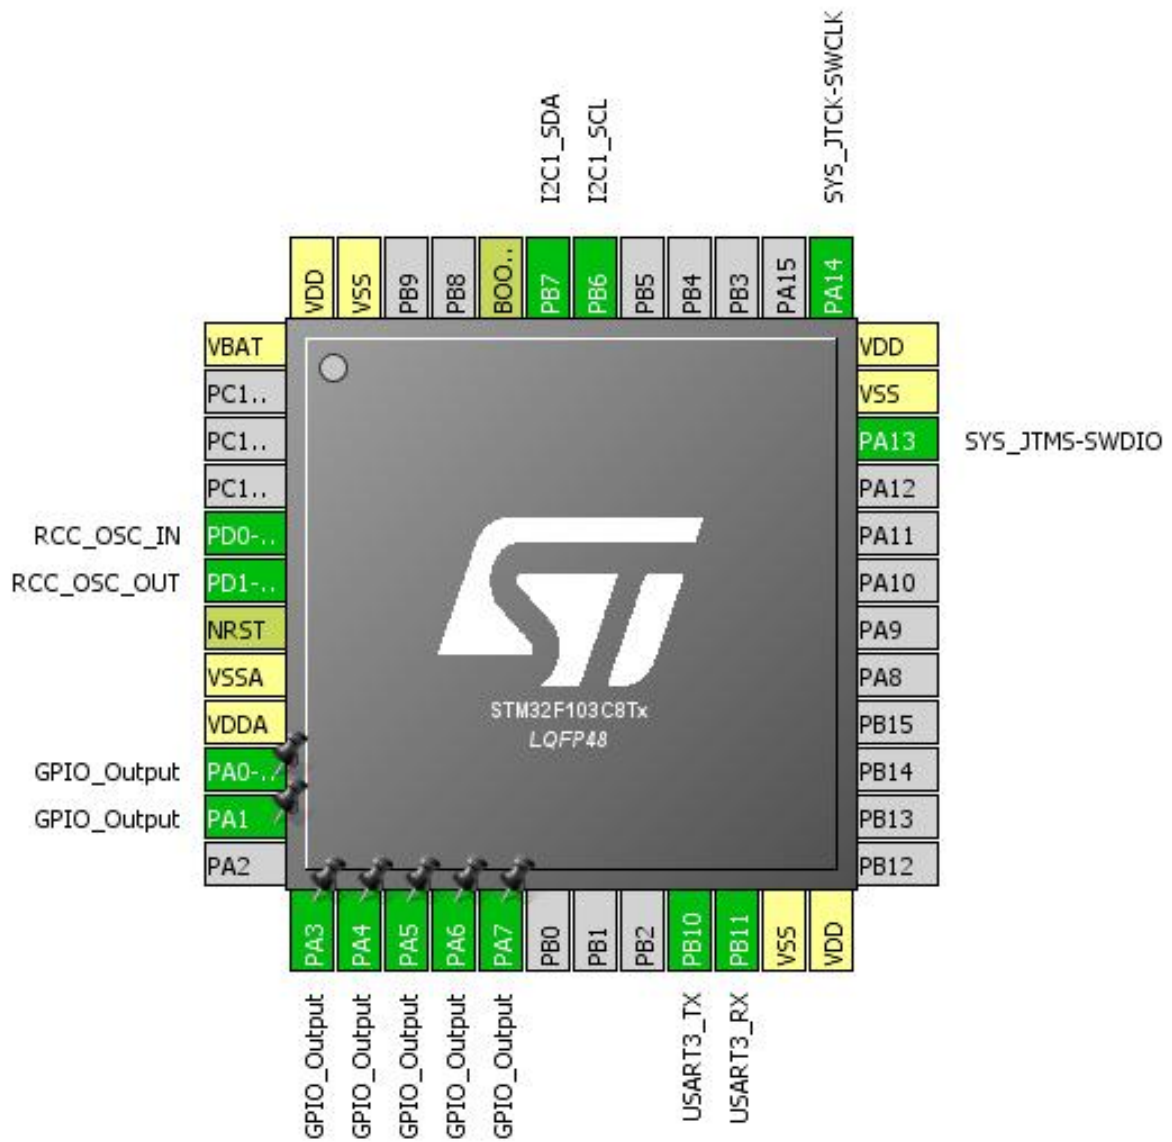 I2C1_SDA
I2C1_SCL
SYS_JTCK-SWCLK
VDD
VSS
PB9
PB8
BOO..
PB7
PB6
PB5
PB4
PB3
PA15
PA14
VBAT
PC1..
PC1..
PC1..
RCC_OSC_IN PD0-..
RCC_OSC_OUT PD1-..
NRST
VSSA
VDDA
GPIO_Output PA0-..
GPIO_Output PA1
PA2
VDD
VSS
PA13 SYS_JTMS-SWDIO
PA12
PA11
PA10
PA9
PA8
PB15
PB14
PB13
PB12
ST
STM32F103C8Tx
LQFP48
PA3
PA4
PA5
PA6
PA7
PB0
PB1
PB2
PB10
PB11
VSS
VDD
GPIO_Output
GPIO_Output
GPIO_Output
GPIO_Output
GPIO_Output
USART3_TX
USART3_RX